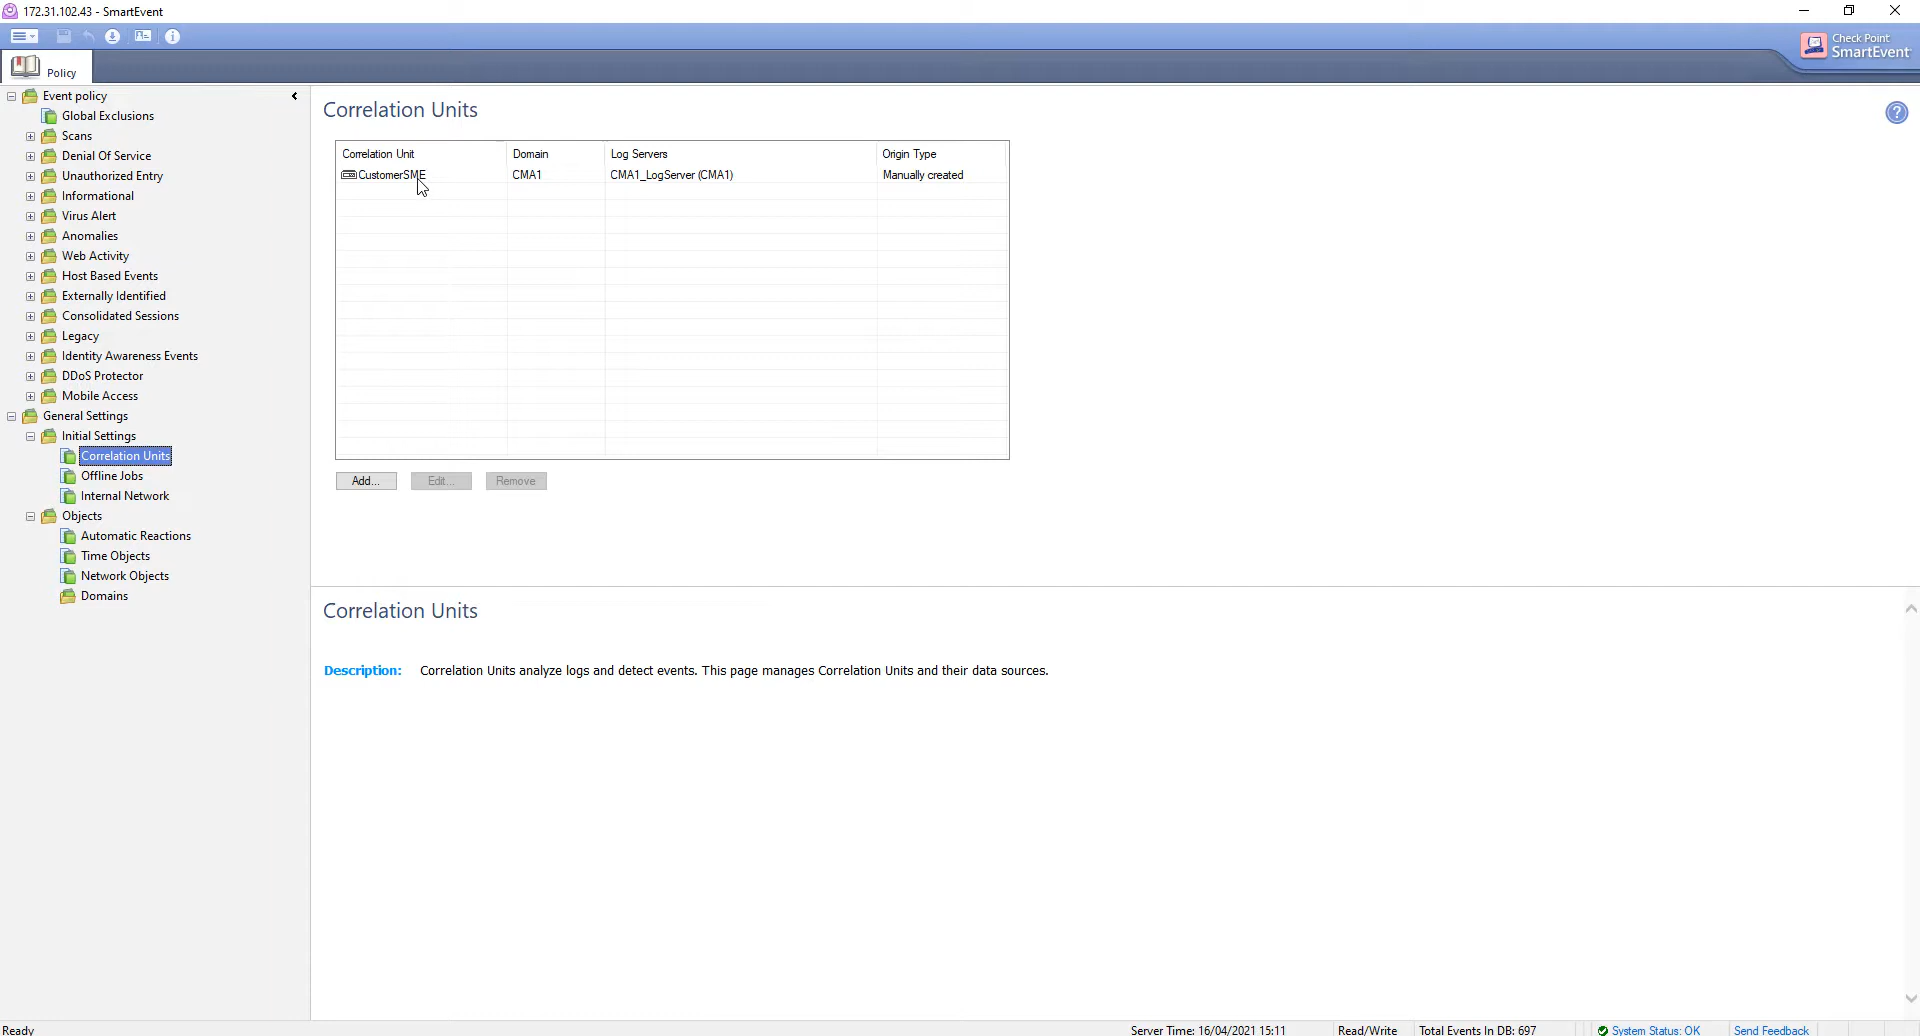 172.31.102.43 - SmartEvent
Check Point
SmartEvent
Policy
Event policy
Global Exclusions
Scans
Denial Of Service
Unauthorized Entry
Informational
Virus Alert
Anomalies
Web Activity
Host Based Events
Externally Identified
Consolidated Sessions
Legacy
Identity Awareness Events
DDoS Protector
Mobile Access
General Settings
Initial Settings
Correlation Units
Offline Jobs
Internal Network
Objects
Automatic Reactions
Time Objects
Network Objects
Domains
Correlation Units
Correlation Unit Domain Log Servers Origin Type
CustomerSME CMA1 CMA1_LogServer (CMA1) Manually created
Add... Edit... Remove
Correlation Units
Description: Correlation Units analyze logs and detect events. This page manages Correlation Units and their data sources.
Ready Server Time: 16/04/2021 15:11 Read/Write Total Events In DB: 697 System Status: OK Send Feedback